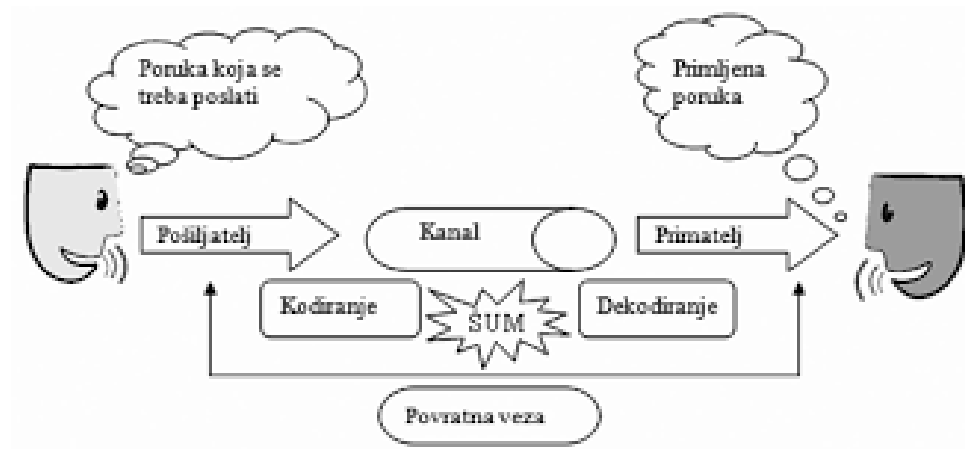 Poruka koja se
treba poslati
Primljena
poruka
Pošiljatelj
Kanal
Primatelj
Kodiranje
SUM
Dekodiranje
Povratna veza